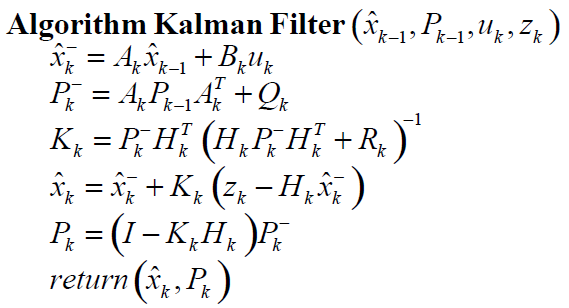 Algorithm Kalman Filter (x̂ₖ₋₁, Pₖ₋₁, uₖ, zₖ)
x̂ₖ⁻ = Aₖx̂ₖ₋₁ + Bₖuₖ
Pₖ⁻ = AₖPₖ₋₁Aₖᵀ + Qₖ
Kₖ = Pₖ⁻Hₖᵀ (HₖPₖ⁻Hₖᵀ + Rₖ)⁻¹
x̂ₖ = x̂ₖ⁻ + Kₖ (zₖ − Hₖx̂ₖ⁻)
Pₖ = (I − KₖHₖ)Pₖ⁻
return(x̂ₖ, Pₖ)